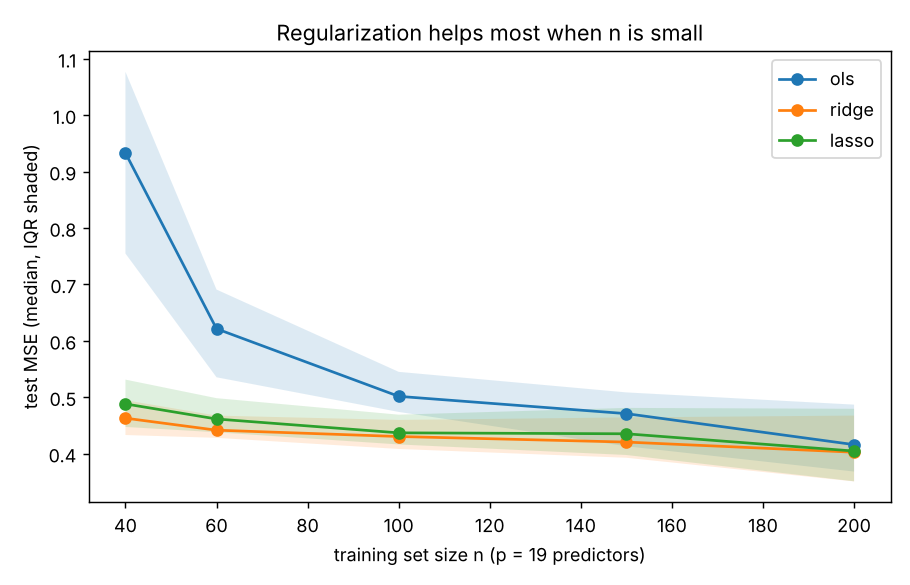 Regularization helps most when n is small
test MSE (median, IQR shaded)
1.1
1.0
0.9
0.8
0.7
0.6
0.5
0.4
ols
ridge
lasso
40 60 80 100 120 140 160 180 200
training set size n (p = 19 predictors)